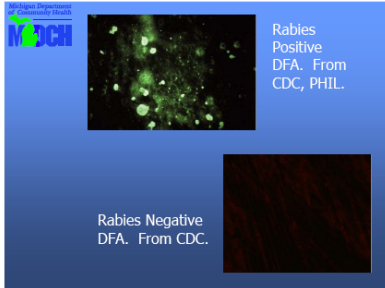 Michigan Department
of Community Health
MDCH
Rabies
Positive
DFA. From
CDC, PHIL.
Rabies Negative
DFA. From CDC.